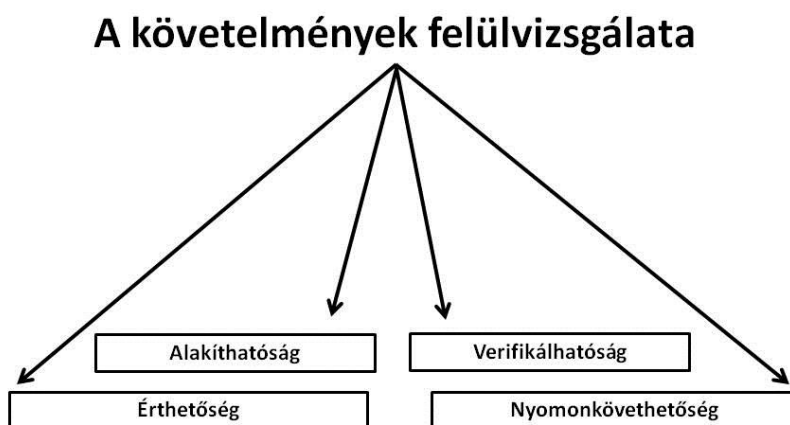 A követelmények felülvizsgálata
Alakíthatóság
Verifikálhatóság
Érthetőség
Nyomonkövethetőség